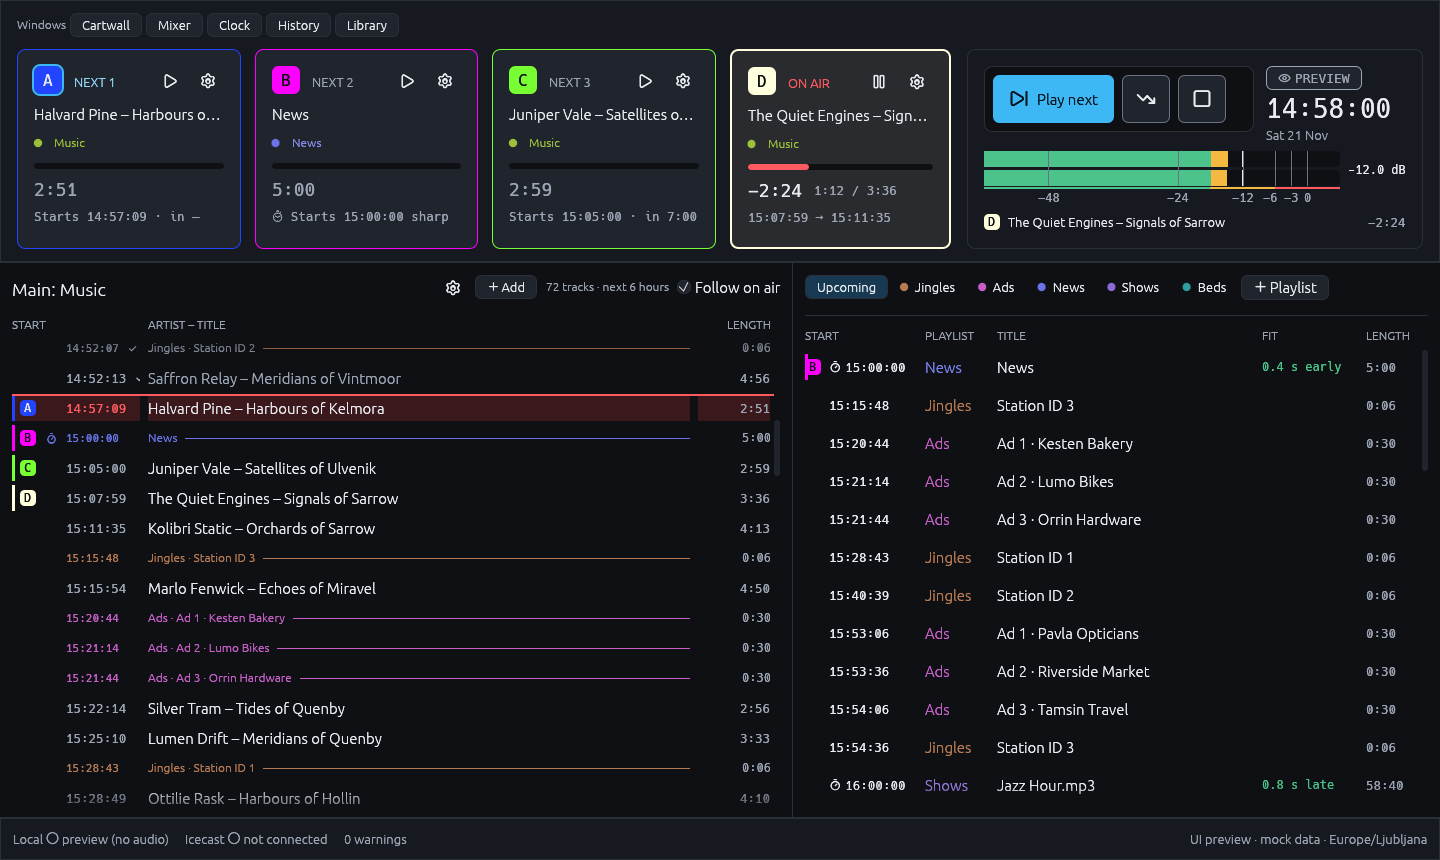 Windows Cartwall Mixer Clock History Library
A NEXT 1
Halvard Pine – Harbours o…
Music
2:51
Starts 14:57:09 · in —
B NEXT 2
News
News
5:00
Starts 15:00:00 sharp
C NEXT 3
Juniper Vale – Satellites o…
Music
2:59
Starts 15:05:00 · in 7:00
D ON AIR
The Quiet Engines – Sign…
Music
−2:24 1:12 / 3:36
15:07:59 → 15:11:35
Play next
PREVIEW
14:58:00
Sat 21 Nov
-12.0 dB
−48 −24 −12 −6 −3 0
D The Quiet Engines – Signals of Sarrow −2:24
Main: Music
+ Add 72 tracks · next 6 hours ✓ Follow on air
START ARTIST – TITLE LENGTH
14:52:07 ✓ Jingles · Station ID 2 0:06
14:52:13 Saffron Relay – Meridians of Vintmoor 4:56
A 14:57:09 Halvard Pine – Harbours of Kelmora 2:51
B 15:00:00 News 5:00
C 15:05:00 Juniper Vale – Satellites of Ulvenik 2:59
D 15:07:59 The Quiet Engines – Signals of Sarrow 3:36
15:11:35 Kolibri Static – Orchards of Sarrow 4:13
15:15:48 Jingles · Station ID 3 0:06
15:15:54 Marlo Fenwick – Echoes of Miravel 4:50
15:20:44 Ads · Ad 1 · Kesten Bakery 0:30
15:21:14 Ads · Ad 2 · Lumo Bikes 0:30
15:21:44 Ads · Ad 3 · Orrin Hardware 0:30
15:22:14 Silver Tram – Tides of Quenby 2:56
15:25:10 Lumen Drift – Meridians of Quenby 3:33
15:28:43 Jingles · Station ID 1 0:06
15:28:49 Ottilie Rask – Harbours of Hollin 4:10
Upcoming Jingles Ads News Shows Beds + Playlist
START PLAYLIST TITLE FIT LENGTH
B 15:00:00 News News 0.4 s early 5:00
15:15:48 Jingles Station ID 3 0:06
15:20:44 Ads Ad 1 · Kesten Bakery 0:30
15:21:14 Ads Ad 2 · Lumo Bikes 0:30
15:21:44 Ads Ad 3 · Orrin Hardware 0:30
15:28:43 Jingles Station ID 1 0:06
15:40:39 Jingles Station ID 2 0:06
15:53:06 Ads Ad 1 · Pavla Opticians 0:30
15:53:36 Ads Ad 2 · Riverside Market 0:30
15:54:06 Ads Ad 3 · Tamsin Travel 0:30
15:54:36 Jingles Station ID 3 0:06
16:00:00 Shows Jazz Hour.mp3 0.8 s late 58:40
Local preview (no audio) Icecast not connected 0 warnings
UI preview · mock data · Europe/Ljubljana